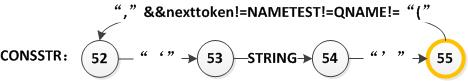 “,” &&nexttoken!=NAMETEST!=QNAME!=“(”
CONSSTR： 52 “‘” 53 STRING 54 “’” 55